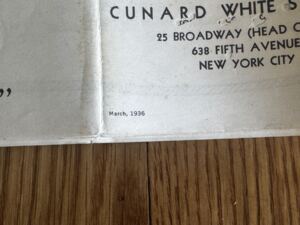 CUNARD WHITE S
25 BROADWAY (HEAD O
638 FIFTH AVENUE
NEW YORK CITY
”
March, 1936